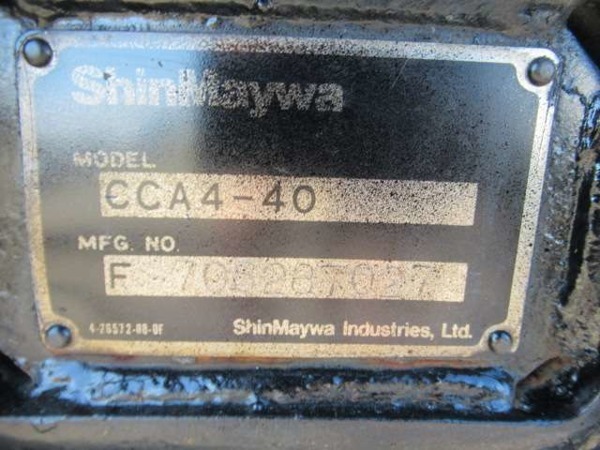 ShinMaywa
MODEL
CCA4-40
MFG. NO.
F
ShinMaywa Industries, Ltd.